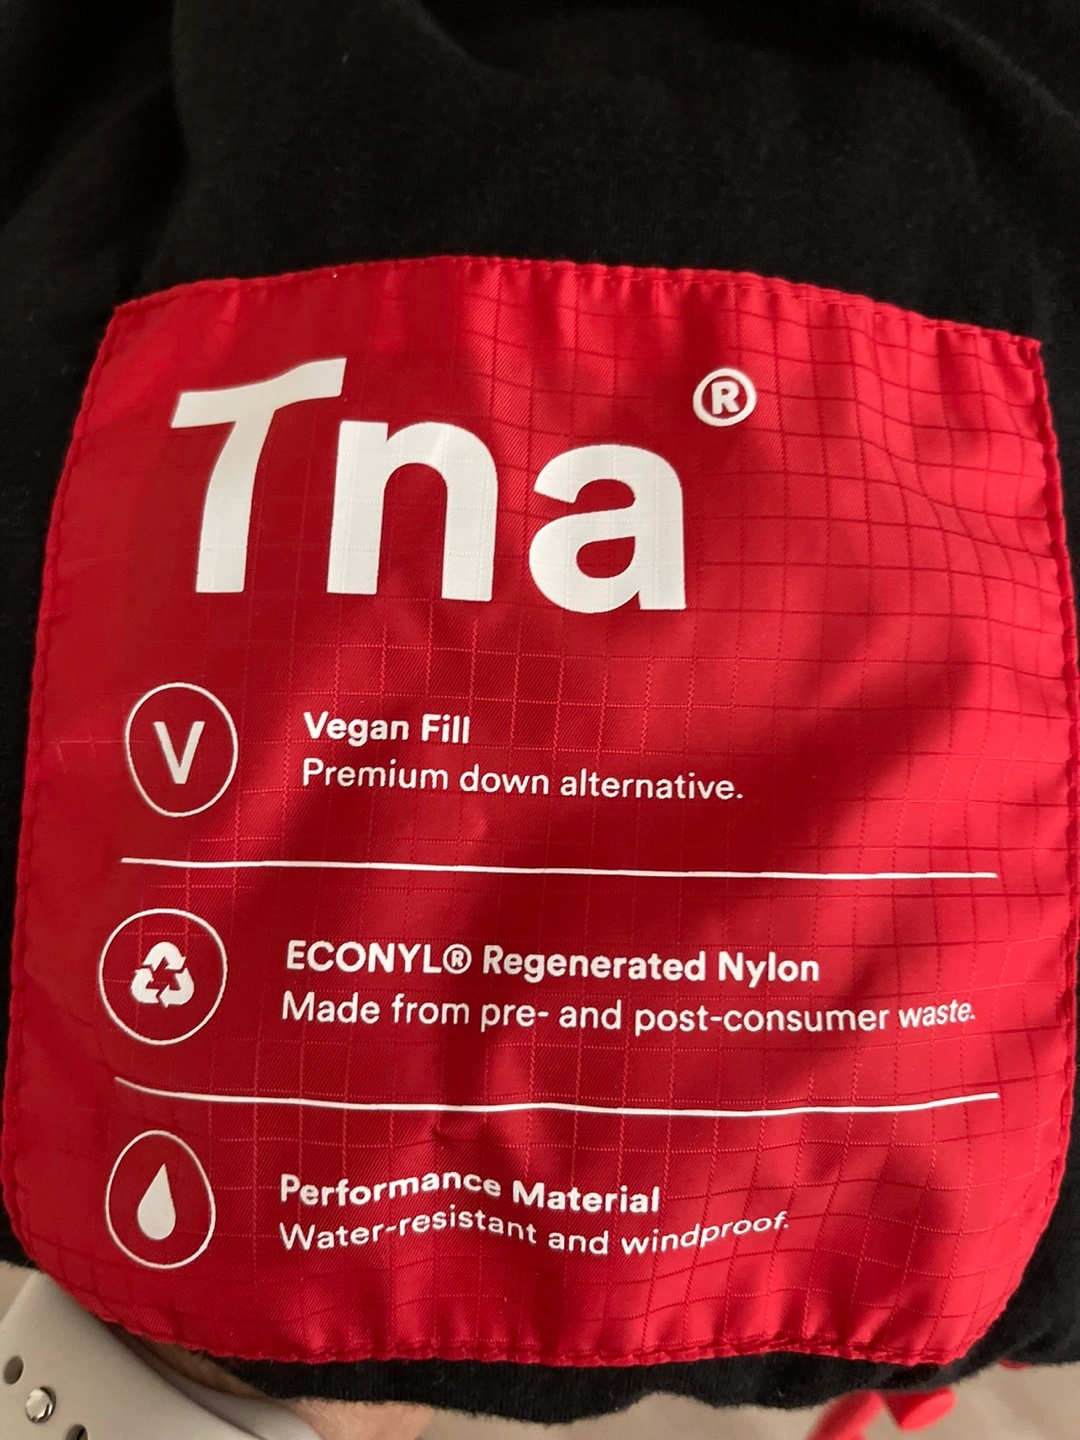 Tna®
V
Vegan Fill
Premium down alternative.
ECONYL® Regenerated Nylon
Made from pre- and post-consumer waste.
Performance Material
Water-resistant and windproof.